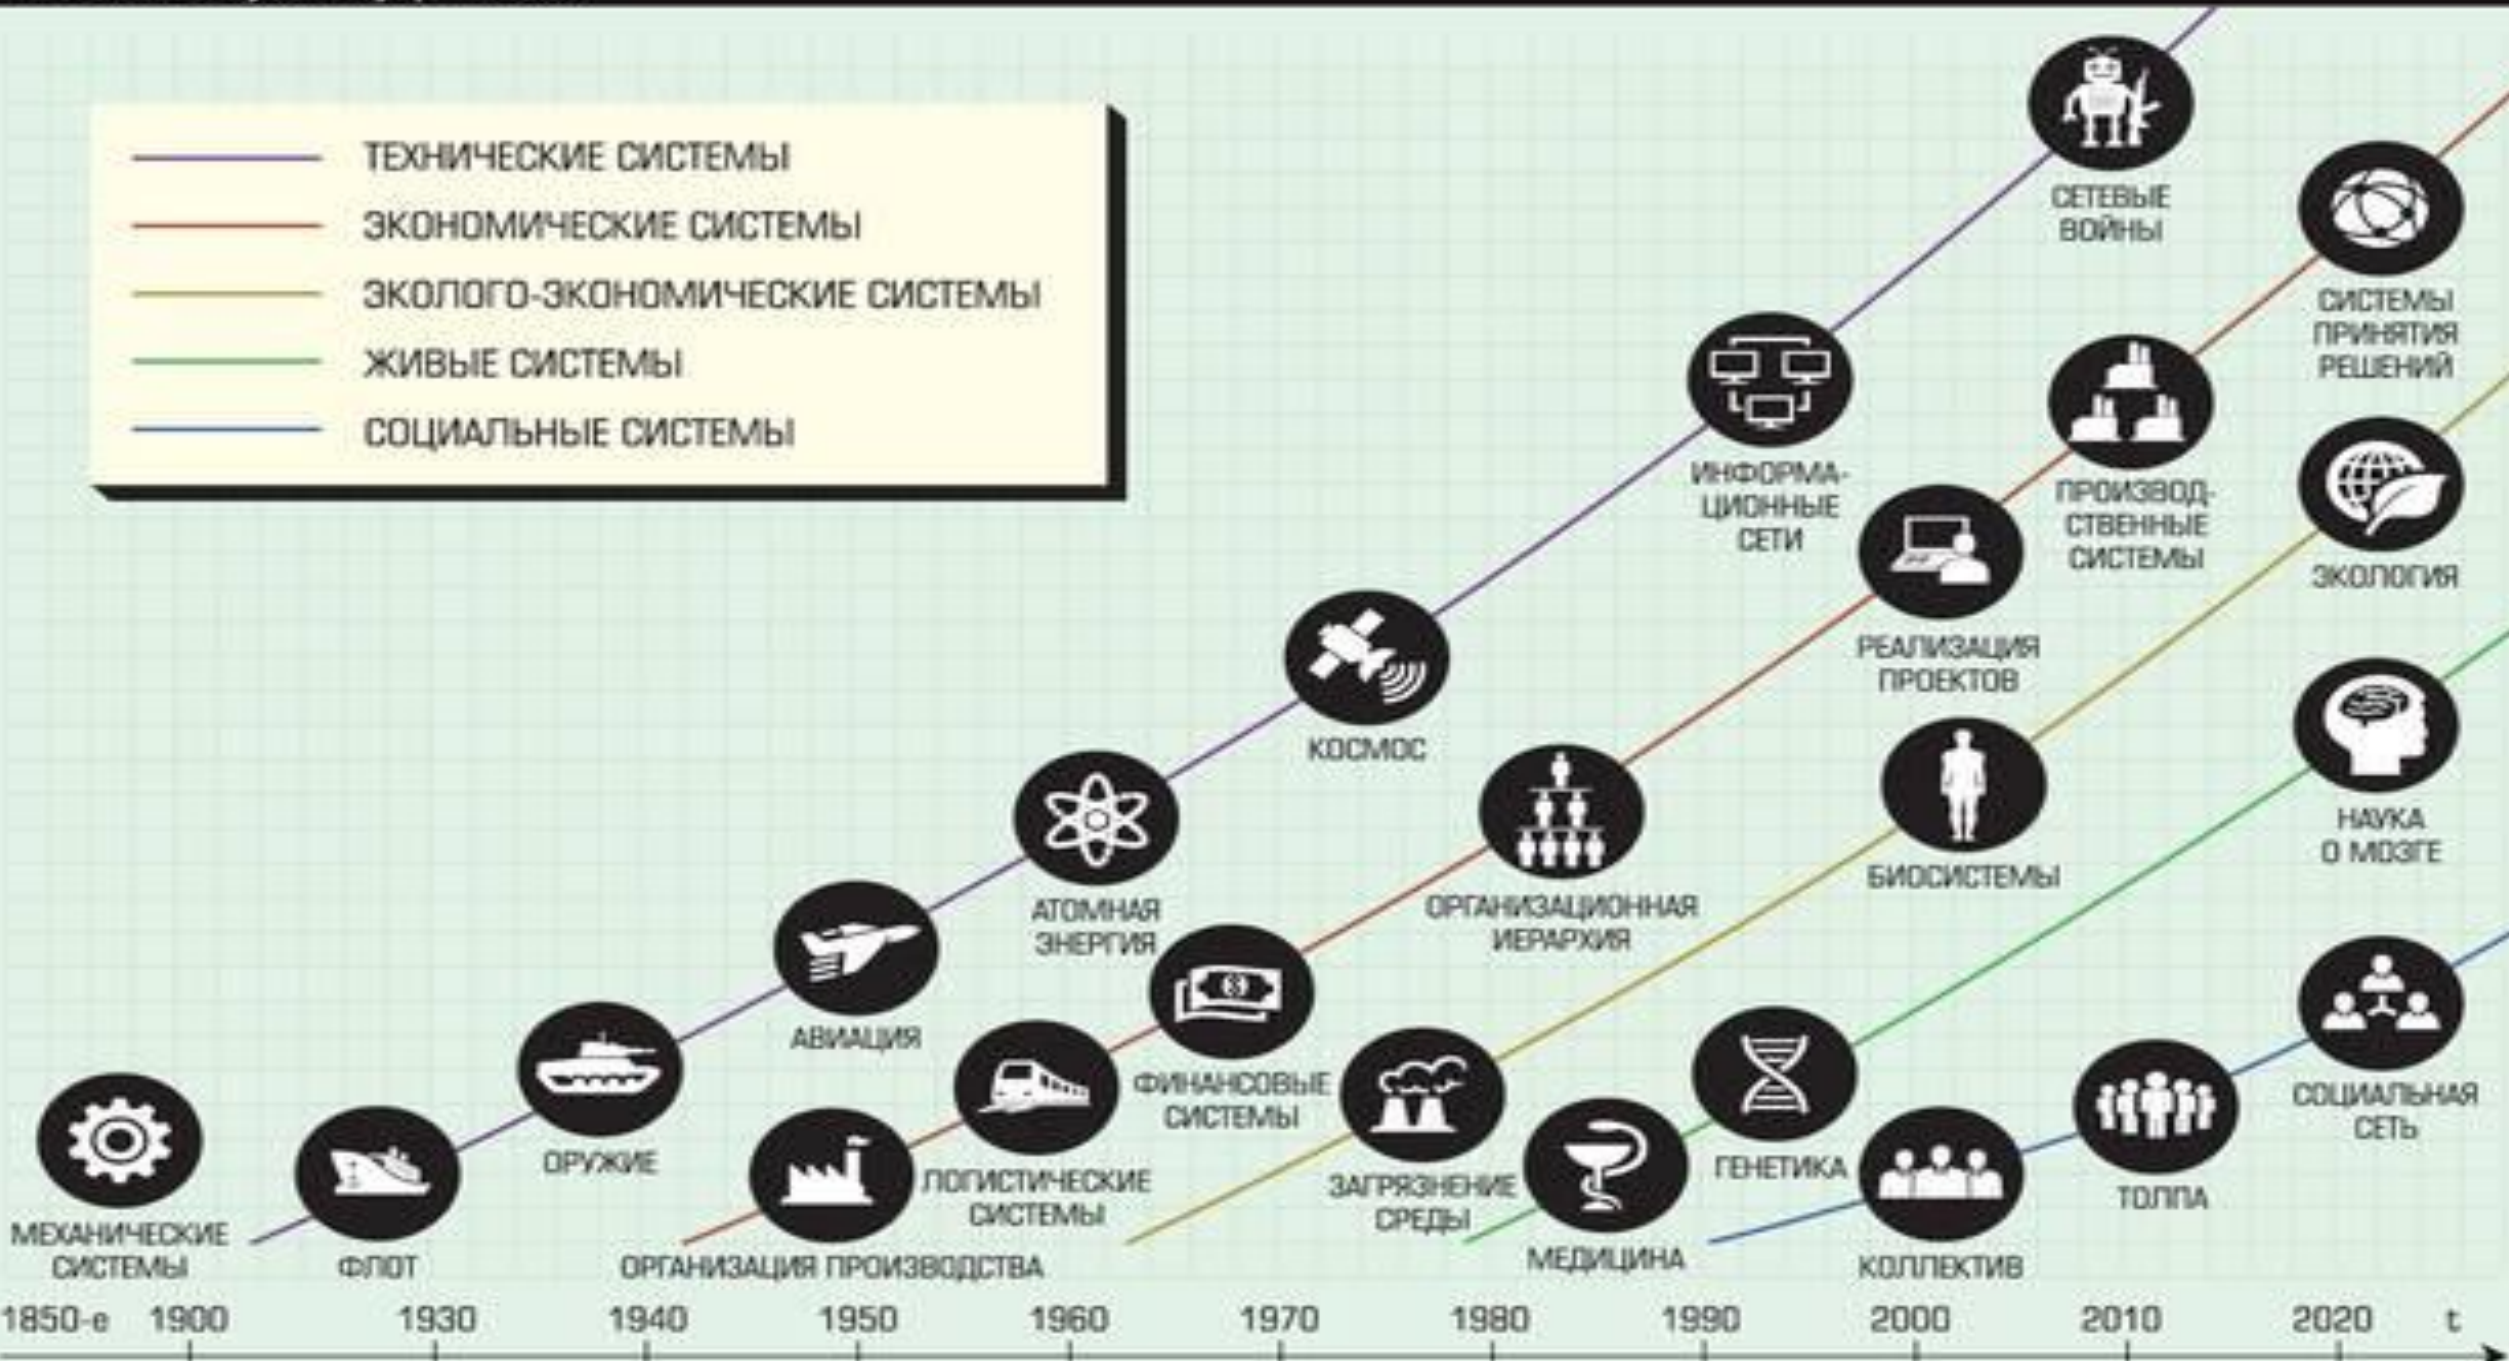 ТЕХНИЧЕСКИЕ СИСТЕМЫ
ЭКОНОМИЧЕСКИЕ СИСТЕМЫ
ЭКОЛОГО-ЭКОНОМИЧЕСКИЕ СИСТЕМЫ
ЖИВЫЕ СИСТЕМЫ
СОЦИАЛЬНЫЕ СИСТЕМЫ
СЕТЕВЫЕ
ВОЙНЫ
СИСТЕМЫ
ПРИНЯТИЯ
РЕШЕНИЙ
ИНФОРМА-
ЦИОННЫЕ
СЕТИ
ПРОИЗВОД-
СТВЕННЫЕ
СИСТЕМЫ
ЭКОЛОГИЯ
РЕАЛИЗАЦИЯ
ПРОЕКТОВ
КОСМОС
НАУКА
О МОЗГЕ
БИОСИСТЕМЫ
АТОМНАЯ
ЭНЕРГИЯ
ОРГАНИЗАЦИОННАЯ
ИЕРАРХИЯ
АВИАЦИЯ
ФИНАНСОВЫЕ
СИСТЕМЫ
СОЦИАЛЬНАЯ
СЕТЬ
ОРУЖИЕ
ЛОГИСТИЧЕСКИЕ
СИСТЕМЫ
ЗАГРЯЗНЕНИЕ
СРЕДЫ
ГЕНЕТИКА
ТОЛПА
МЕХАНИЧЕСКИЕ
СИСТЕМЫ
ФЛОТ
ОРГАНИЗАЦИЯ ПРОИЗВОДСТВА
МЕДИЦИНА
КОЛЛЕКТИВ
1850-е 1900 1930 1940 1950 1960 1970 1980 1990 2000 2010 2020 t